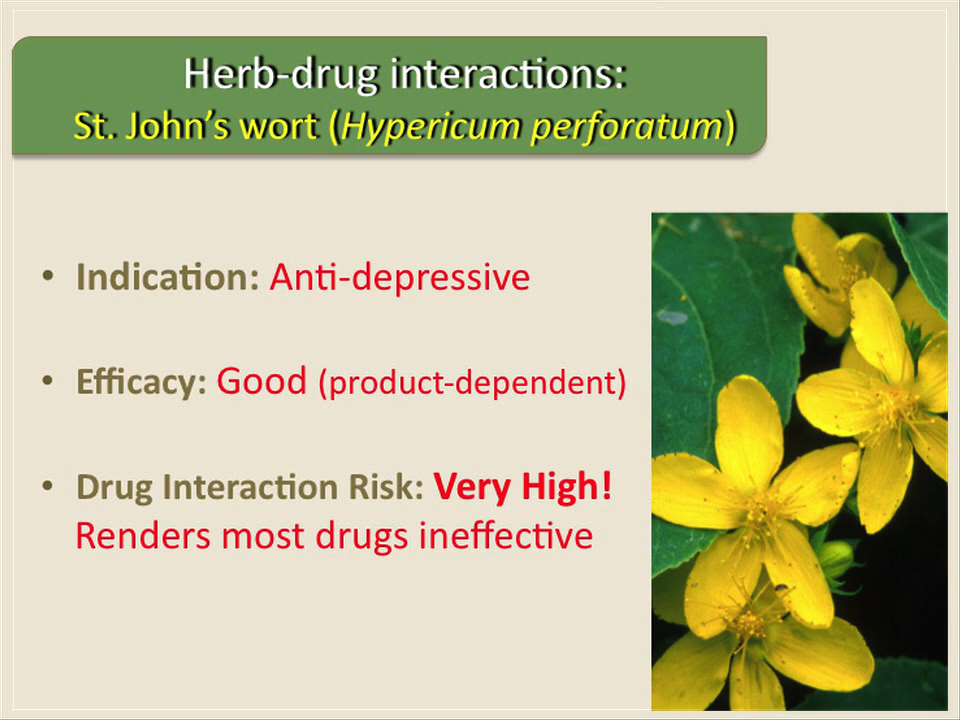 Herb-drug interactions:
St. John's wort (Hypericum perforatum)
• Indication: Anti-depressive
• Efficacy: Good (product-dependent)
• Drug Interaction Risk: Very High!
Renders most drugs ineffective